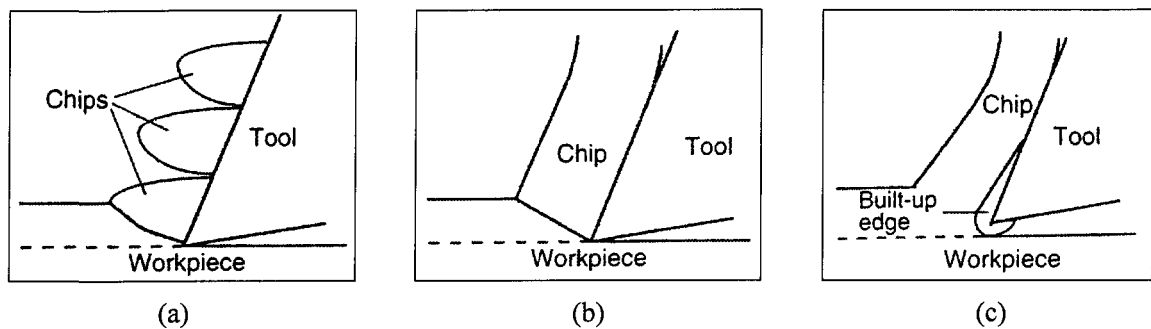 Chips
Tool
Workpiece
(a)
Chip
Tool
Workpiece
(b)
Chip
Tool
Built-up
edge
Workpiece
(c)